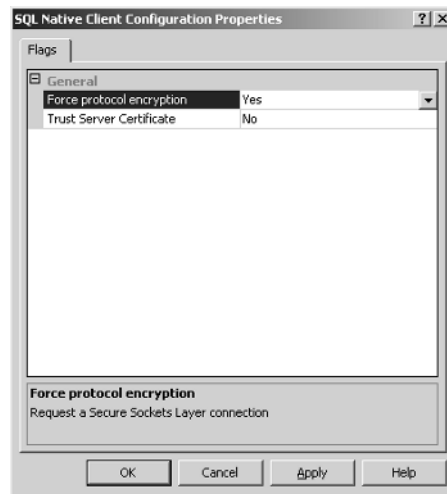 SQL Native Client Configuration Properties
Flags
General
Force protocol encryption Yes
Trust Server Certificate No
Force protocol encryption
Request a Secure Sockets Layer connection
OK Cancel Apply Help